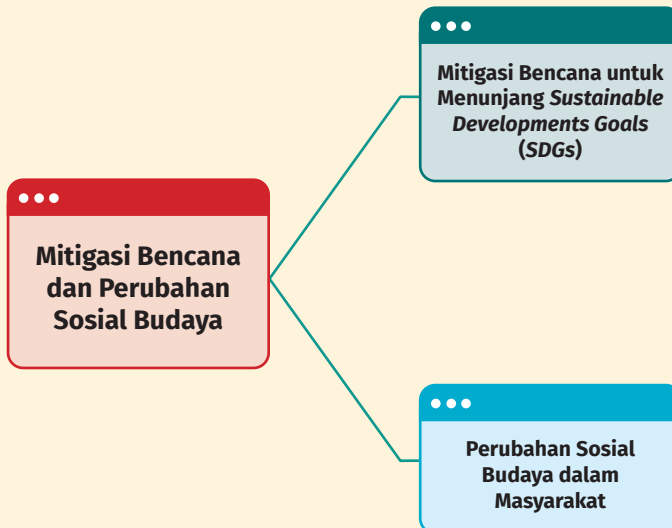 Mitigasi Bencana untuk
Menunjang Sustainable
Developments Goals
(SDGs)
Mitigasi Bencana
dan Perubahan
Sosial Budaya
Perubahan Sosial
Budaya dalam
Masyarakat